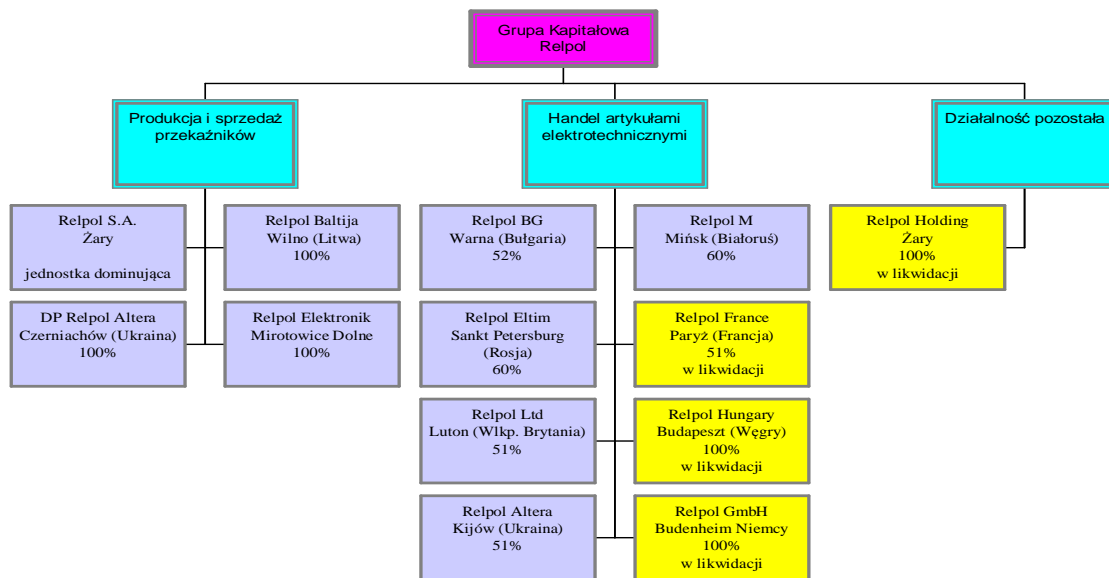 Grupa Kapitałowa
Relpol
Produkcja i sprzedaż
przekaźników
Handel artykułami
elektrotechnicznymi
Działalność pozostała
Relpol S.A.
Żary
jednostka dominująca
Relpol Baltija
Wilno (Litwa)
100%
Relpol BG
Warna (Bułgaria)
52%
Relpol M
Mińsk (Białoruś)
60%
Relpol Holding
Żary
100%
w likwidacji
DP Relpol Altera
Czerniachów (Ukraina)
100%
Relpol Elektronik
Mirotowice Dolne
100%
Relpol Eltim
Sankt Petersburg
(Rosja)
60%
Relpol France
Paryż (Francja)
51%
w likwidacji
Relpol Ltd
Luton (Wlkp. Brytania)
51%
Relpol Hungary
Budapeszt (Węgry)
100%
w likwidacji
Relpol Altera
Kijów (Ukraina)
51%
Relpol GmbH
Budenheim Niemcy
100%
w likwidacji